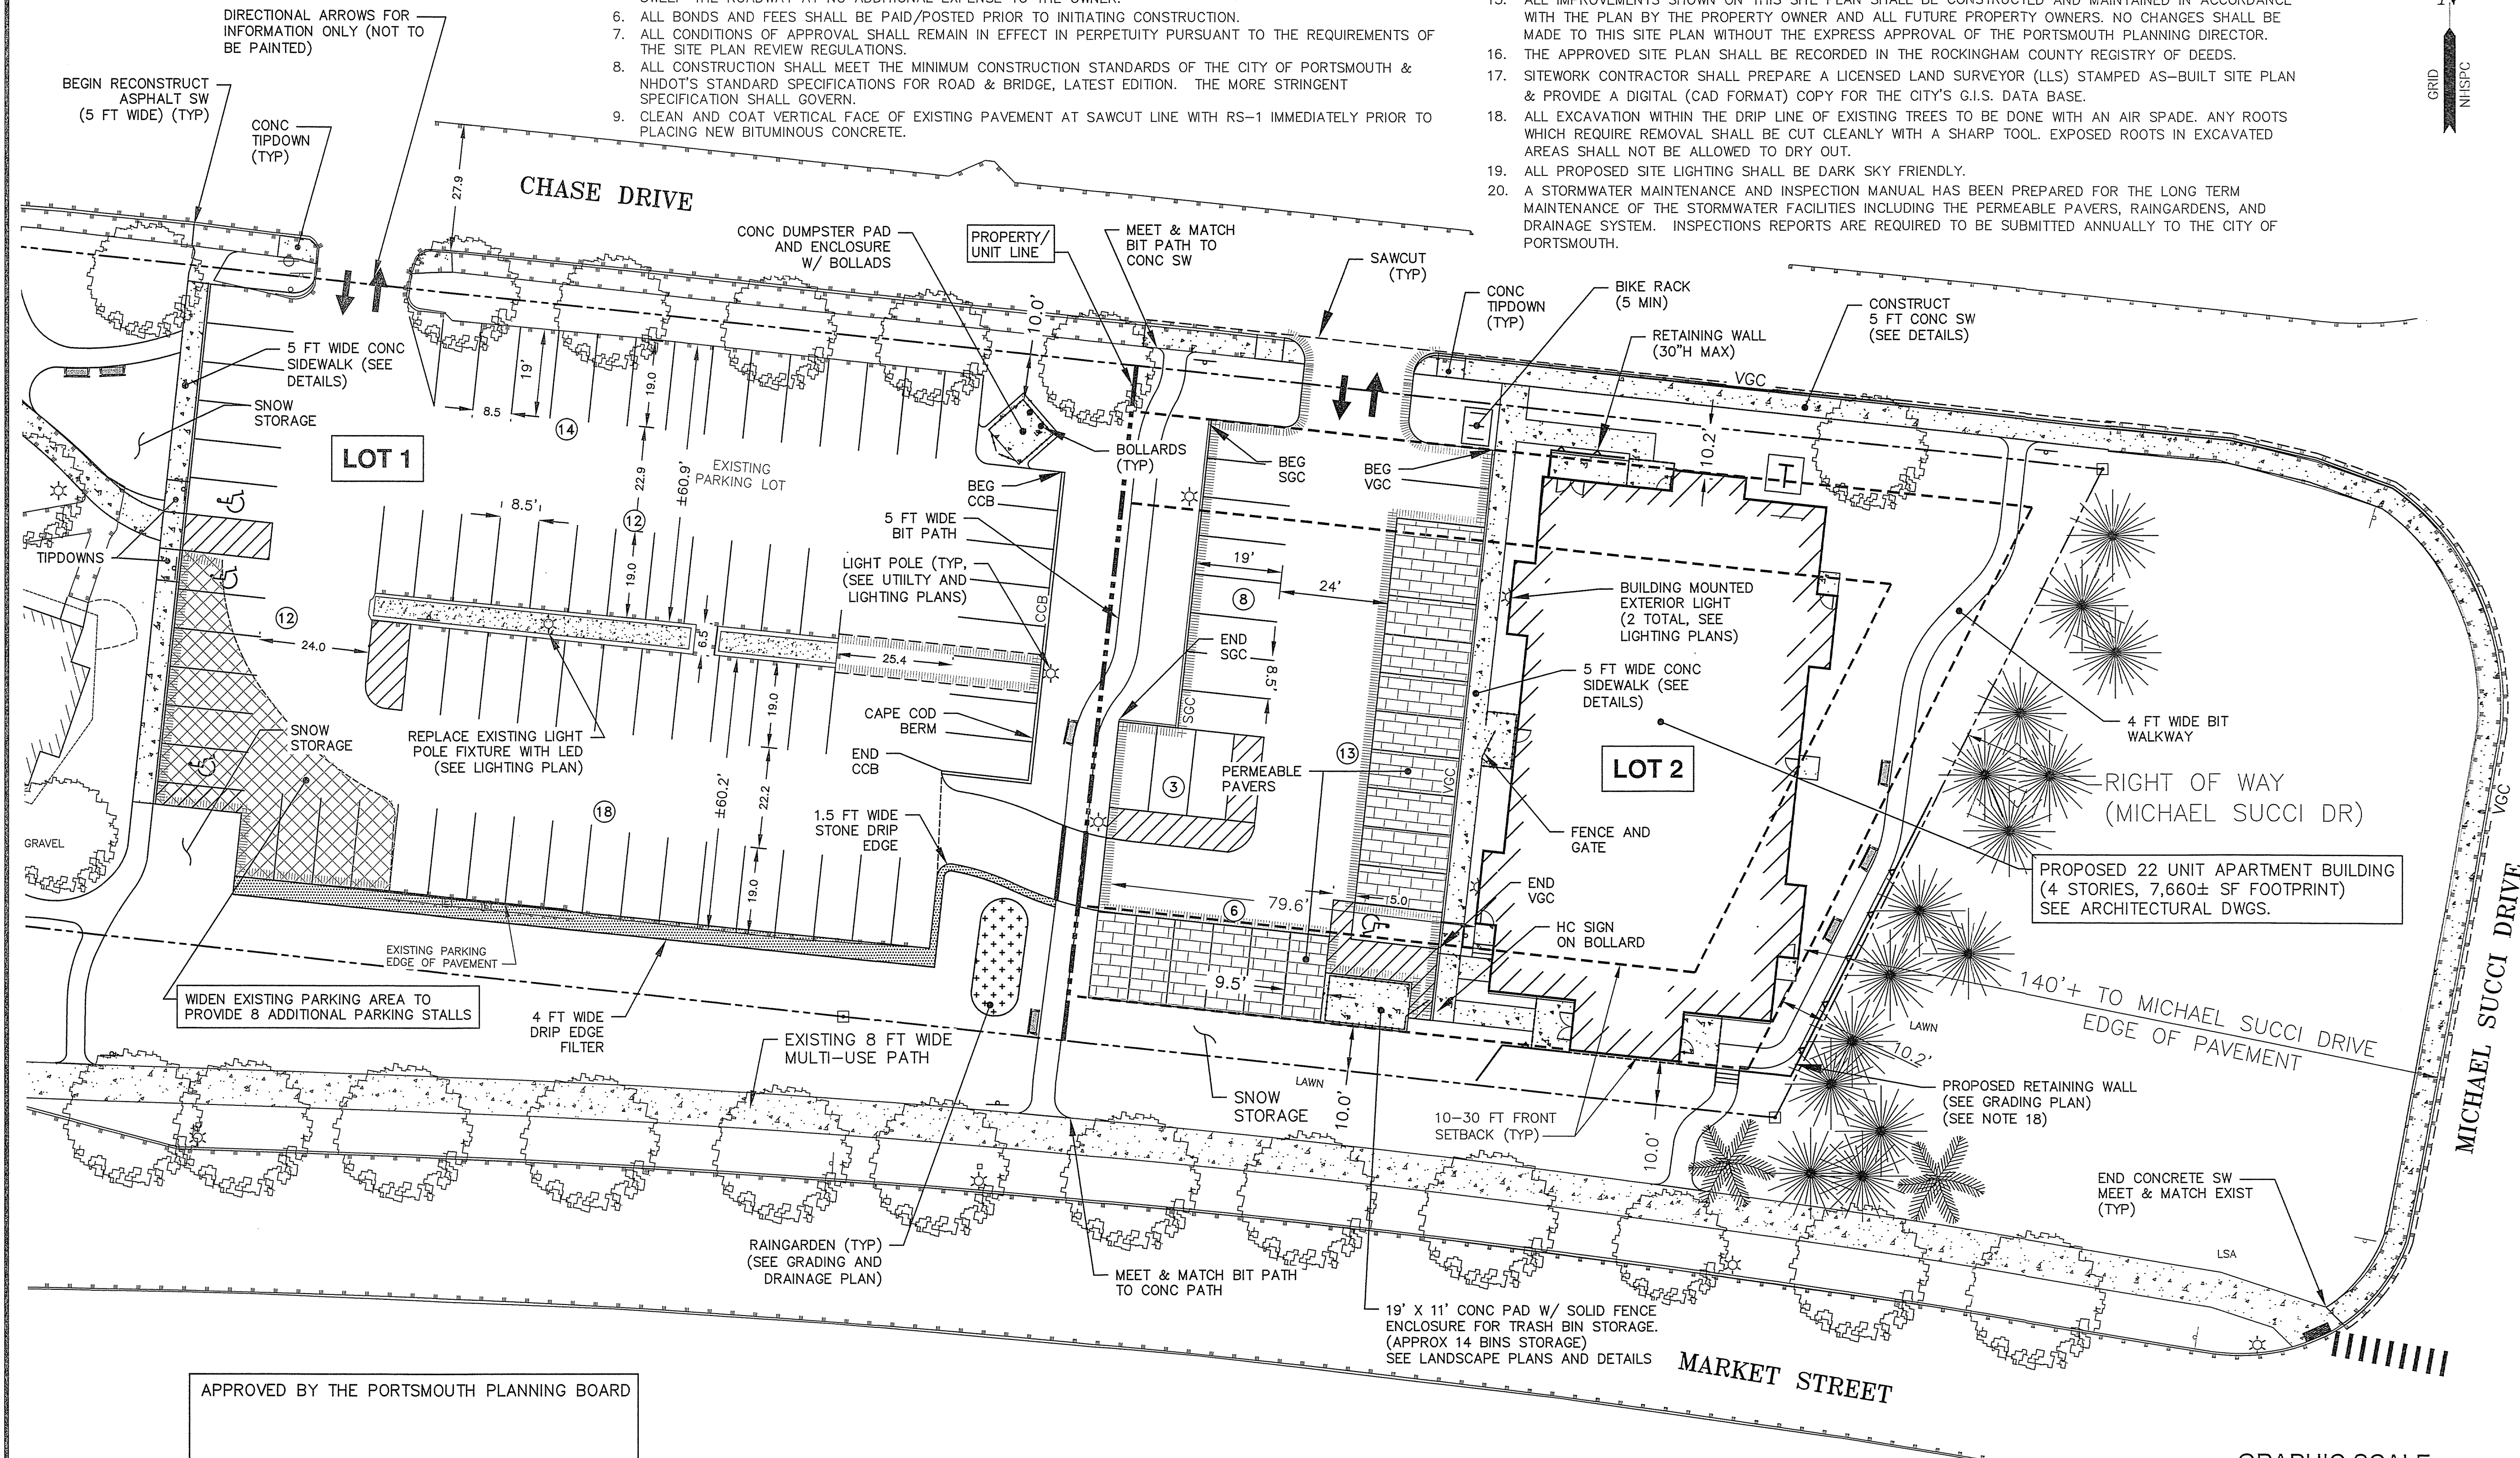 SWEEP THE ROADWAY AT NO ADDITIONAL EXPENSE TO THE OWNER.
6. ALL BONDS AND FEES SHALL BE PAID/POSTED PRIOR TO INITIATING CONSTRUCTION.
7. ALL CONDITIONS OF APPROVAL SHALL REMAIN IN EFFECT IN PERPETUITY PURSUANT TO THE REQUIREMENTS OF
THE SITE PLAN REVIEW REGULATIONS.
8. ALL CONSTRUCTION SHALL MEET THE MINIMUM CONSTRUCTION STANDARDS OF THE CITY OF PORTSMOUTH &
NHDOT'S STANDARD SPECIFICATIONS FOR ROAD & BRIDGE, LATEST EDITION. THE MORE STRINGENT
SPECIFICATION SHALL GOVERN.
9. CLEAN AND COAT VERTICAL FACE OF EXISTING PAVEMENT AT SAWCUT LINE WITH RS-1 IMMEDIATELY PRIOR TO
PLACING NEW BITUMINOUS CONCRETE.
15. ALL IMPROVEMENTS SHOWN ON THIS SITE PLAN SHALL BE CONSTRUCTED AND MAINTAINED IN ACCORDANCE
WITH THE PLAN BY THE PROPERTY OWNER AND ALL FUTURE PROPERTY OWNERS. NO CHANGES SHALL BE
MADE TO THIS SITE PLAN WITHOUT THE EXPRESS APPROVAL OF THE PORTSMOUTH PLANNING DIRECTOR.
16. THE APPROVED SITE PLAN SHALL BE RECORDED IN THE ROCKINGHAM COUNTY REGISTRY OF DEEDS.
17. SITEWORK CONTRACTOR SHALL PREPARE A LICENSED LAND SURVEYOR (LLS) STAMPED AS-BUILT SITE PLAN
& PROVIDE A DIGITAL (CAD FORMAT) COPY FOR THE CITY'S G.I.S. DATA BASE.
18. ALL EXCAVATION WITHIN THE DRIP LINE OF EXISTING TREES TO BE DONE WITH AN AIR SPADE. ANY ROOTS
WHICH REQUIRE REMOVAL SHALL BE CUT CLEANLY WITH A SHARP TOOL. EXPOSED ROOTS IN EXCAVATED
AREAS SHALL NOT BE ALLOWED TO DRY OUT.
19. ALL PROPOSED SITE LIGHTING SHALL BE DARK SKY FRIENDLY.
20. A STORMWATER MAINTENANCE AND INSPECTION MANUAL HAS BEEN PREPARED FOR THE LONG TERM
MAINTENANCE OF THE STORMWATER FACILITIES INCLUDING THE PERMEABLE PAVERS, RAINGARDENS, AND
DRAINAGE SYSTEM. INSPECTIONS REPORTS ARE REQUIRED TO BE SUBMITTED ANNUALLY TO THE CITY OF
PORTSMOUTH.
GRID
NHSPC
DIRECTIONAL ARROWS FOR
INFORMATION ONLY (NOT TO
BE PAINTED)
BEGIN RECONSTRUCT
ASPHALT SW
(5 FT WIDE) (TYP)
CONC
TIPDOWN
(TYP)
27.9
CHASE DRIVE
CONC DUMPSTER PAD
AND ENCLOSURE
W/ BOLLADS
PROPERTY/
UNIT LINE
MEET & MATCH
BIT PATH TO
CONC SW
SAWCUT
(TYP)
CONC
TIPDOWN
(TYP)
BIKE RACK
(5 MIN)
RETAINING WALL
(30"H MAX)
CONSTRUCT
5 FT CONC SW
(SEE DETAILS)
VGC
10.0'
5 FT WIDE CONC
SIDEWALK (SEE
DETAILS)
SNOW
STORAGE
LOT 1
19'
19.0
8.5
14
22.9
±60.9'
EXISTING
PARKING LOT
BOLLARDS
(TYP)
BEG
SGC
BEG
VGC
10.2'
T
BEG
CCB
8.5'
12
5 FT WIDE
BIT PATH
TIPDOWNS
19.0
LIGHT POLE (TYP,
(SEE UTIILTY AND
LIGHTING PLANS)
CCB
19'
24'
8
BUILDING MOUNTED
EXTERIOR LIGHT
(2 TOTAL, SEE
LIGHTING PLANS)
12
24.0
6.5
25.4
END
SGC
8.5'
5 FT WIDE CONC
SIDEWALK (SEE
DETAILS)
SNOW
STORAGE
REPLACE EXISTING LIGHT
POLE FIXTURE WITH LED
(SEE LIGHTING PLAN)
19.0
CAPE COD
BERM
SGC
END
CCB
±60.2'
22.2
3
PERMEABLE
PAVERS
13
VGC
LOT 2
4 FT WIDE BIT
WALKWAY
RIGHT OF WAY
(MICHAEL SUCCI DR)
VGC
18
1.5 FT WIDE
STONE DRIP
EDGE
FENCE AND
GATE
GRAVEL
19.0
79.6'
6
5.0
END
VGC
PROPOSED 22 UNIT APARTMENT BUILDING
(4 STORIES, 7,660± SF FOOTPRINT)
SEE ARCHITECTURAL DWGS.
HC SIGN
ON BOLLARD
EXISTING PARKING
EDGE OF PAVEMENT
9.5'
WIDEN EXISTING PARKING AREA TO
PROVIDE 8 ADDITIONAL PARKING STALLS
4 FT WIDE
DRIP EDGE
FILTER
EXISTING 8 FT WIDE
MULTI-USE PATH
140'+ TO MICHAEL SUCCI DRIVE
EDGE OF PAVEMENT
LAWN
10.2'
MICHAEL SUCCI DRIVE
LAWN
SNOW
STORAGE
10.0'
10-30 FT FRONT
SETBACK (TYP)
10.0'
PROPOSED RETAINING WALL
(SEE GRADING PLAN)
(SEE NOTE 18)
END CONCRETE SW
MEET & MATCH EXIST
(TYP)
LSA
RAINGARDEN (TYP)
(SEE GRADING AND
DRAINAGE PLAN)
MEET & MATCH BIT PATH
TO CONC PATH
19' X 11' CONC PAD W/ SOLID FENCE
ENCLOSURE FOR TRASH BIN STORAGE.
(APPROX 14 BINS STORAGE)
SEE LANDSCAPE PLANS AND DETAILS
MARKET STREET
APPROVED BY THE PORTSMOUTH PLANNING BOARD
GRAPHIC SCALE